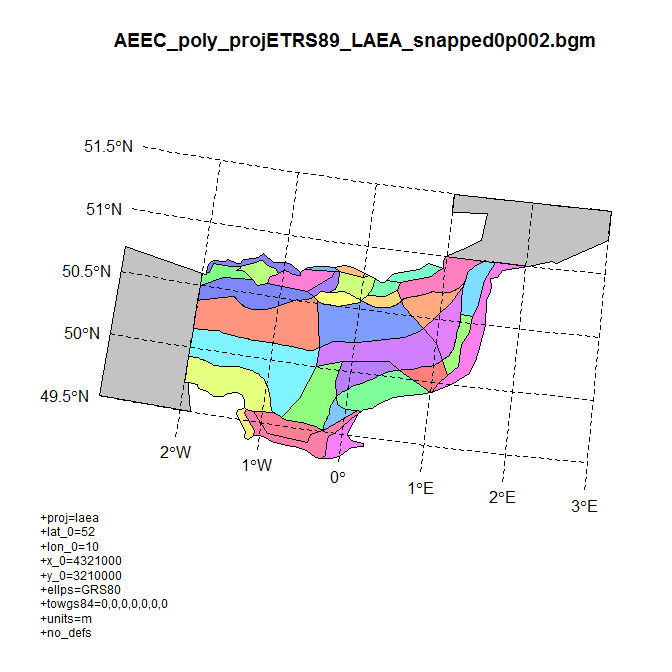 AEEC_poly_projETRS89_LAEA_snapped0p002.bgm
51.5°N
51°N
50.5°N
50°N
49.5°N
2°W
1°W
0°
1°E
2°E
3°E
+proj=laea
+lat_0=52
+lon_0=10
+x_0=4321000
+y_0=3210000
+ellps=GRS80
+towgs84=0,0,0,0,0,0,0
+units=m
+no_defs